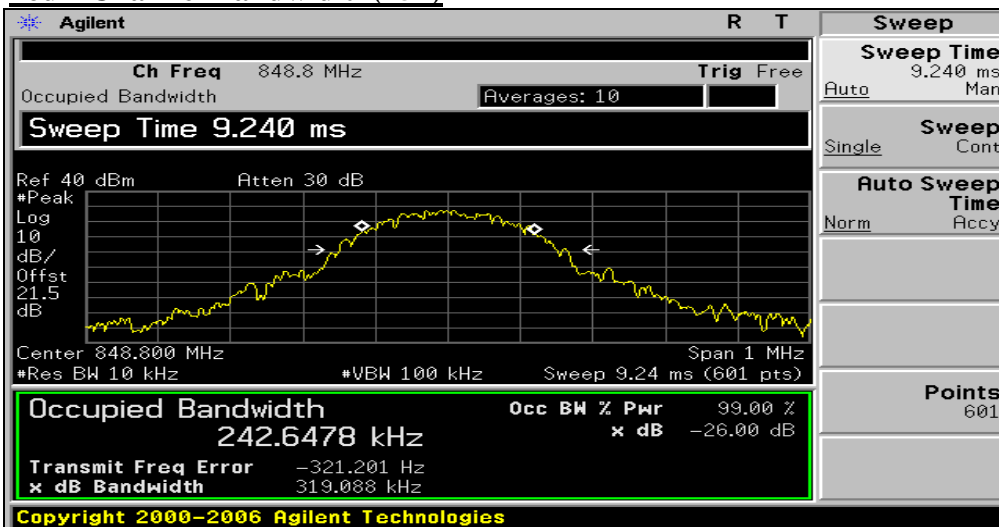 Agilent R T Sweep
Ch Freq 848.8 MHz Trig Free
Occupied Bandwidth Averages: 10
Sweep Time 9.240 ms
Ref 40 dBm Atten 30 dB
#Peak
Log
10
dB/
Offst
21.5
dB
Center 848.800 MHz Span 1 MHz
#Res BW 10 kHz #VBW 100 kHz Sweep 9.24 ms (601 pts)
Occupied Bandwidth Occ BW % Pwr 99.00 %
242.6478 kHz x dB -26.00 dB
Transmit Freq Error -321.201 Hz
x dB Bandwidth 319.088 kHz
Copyright 2000-2006 Agilent Technologies
Sweep Time
9.240 ms
Auto Man
Sweep
Single Cont
Auto Sweep
Time
Norm Accy
Points
601